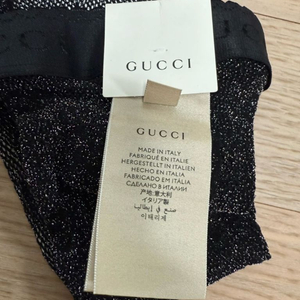 GUCCI
GUCCI
MADE IN ITALY
FABRIQUÉ EN ITALIE
HERGESTELLT IN ITALIEN
HECHO EN ITALIA
FABRICADO EM ITÁLIA
СДЕЛАНО В ИТАЛИИ
产地: 意大利
イタリア製
صنع في إيطاليا
이태리제